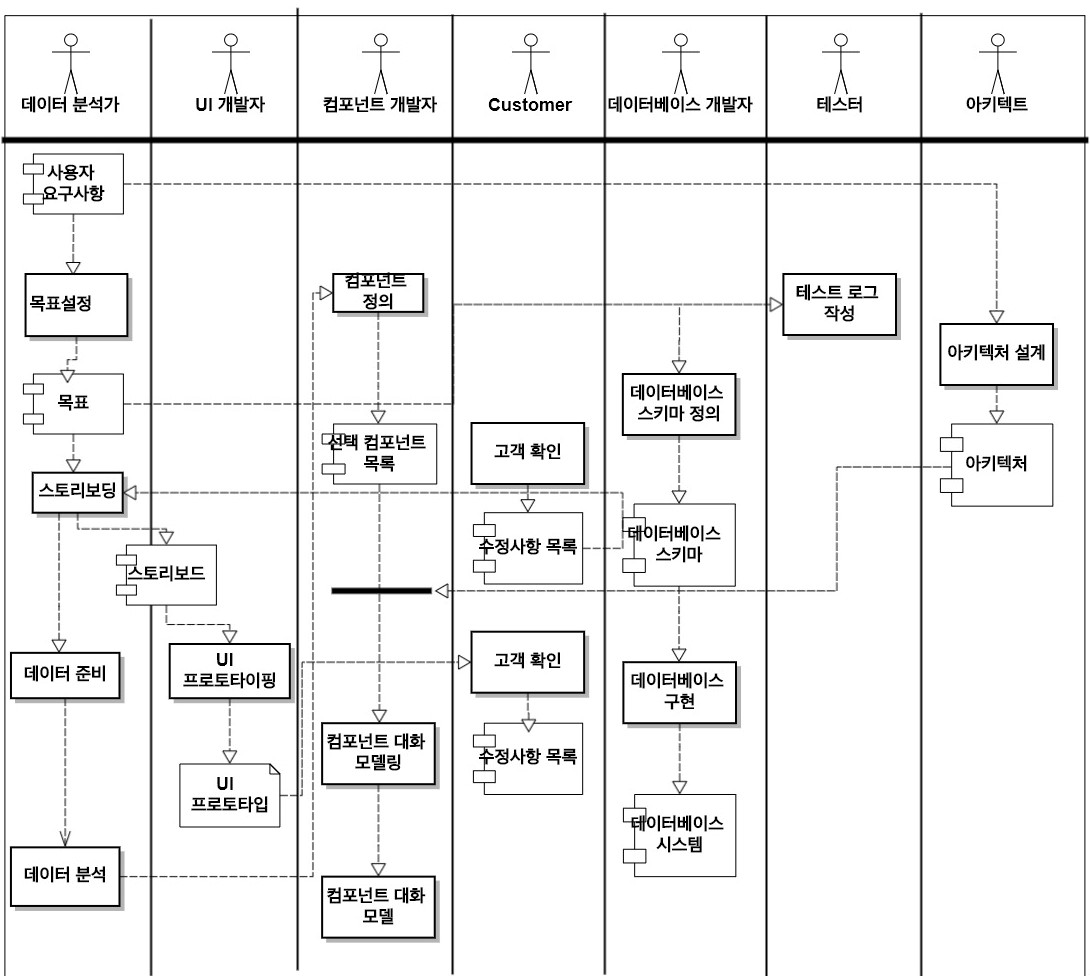 데이터 분석가
UI 개발자
컴포넌트 개발자
Customer
데이터베이스 개발자
테스터
아키텍트
사용자
요구사항
목표설정
컴포넌트
정의
테스트 로그
작성
아키텍처 설계
목표
데이터베이스
스키마 정의
선택 컴포넌트
목록
고객 확인
아키텍처
스토리보딩
수정사항 목록
데이터베이스
스키마
스토리보드
데이터 준비
UI
프로토타이핑
고객 확인
데이터베이스
구현
컴포넌트 대화
모델링
수정사항 목록
UI
프로토타입
데이터베이스
시스템
데이터 분석
컴포넌트 대화
모델